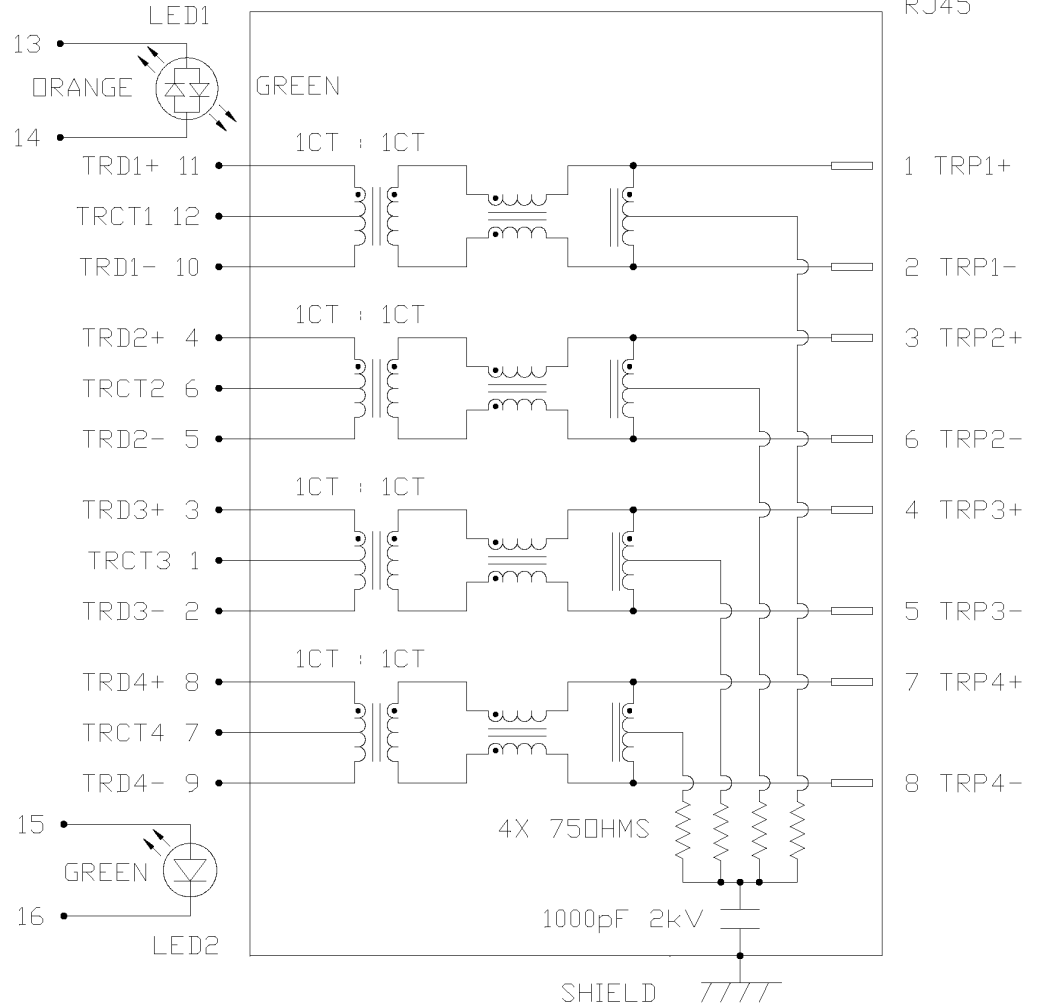 LED1
RJ45
13
ORANGE
GREEN
14
1CT : 1CT
TRD1+ 11
1 TRP1+
TRCT1 12
TRD1- 10
2 TRP1-
1CT : 1CT
TRD2+ 4
3 TRP2+
TRCT2 6
TRD2- 5
6 TRP2-
1CT : 1CT
TRD3+ 3
4 TRP3+
TRCT3 1
TRD3- 2
5 TRP3-
1CT : 1CT
TRD4+ 8
7 TRP4+
TRCT4 7
TRD4- 9
8 TRP4-
15
4X 75OHMS
GREEN
16
1000pF 2kV
LED2
SHIELD